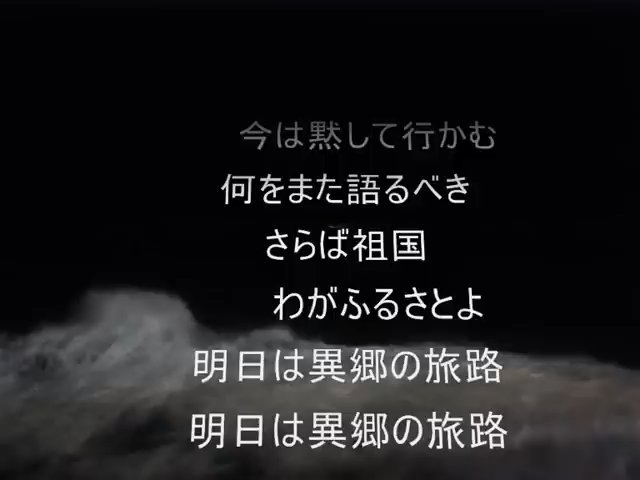 今は黙して行かむ
何をまた語るべき
さらば祖国
わがふるさとよ
明日は異郷の旅路
明日は異郷の旅路